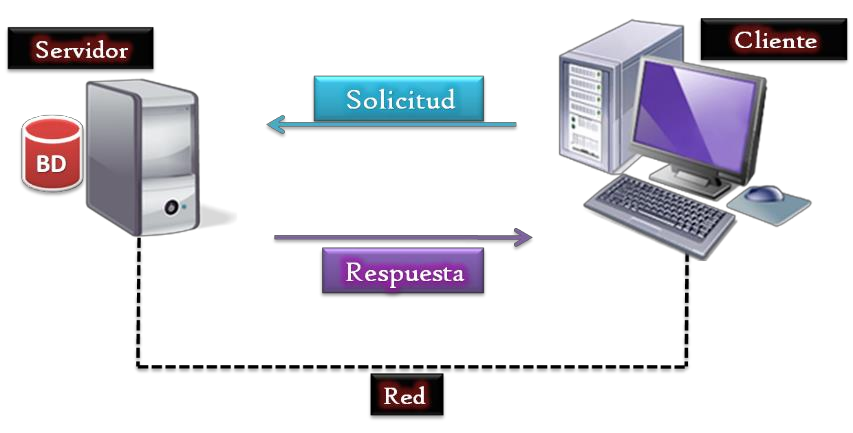 Servidor
Cliente
Solicitud
BD
Respuesta
Red